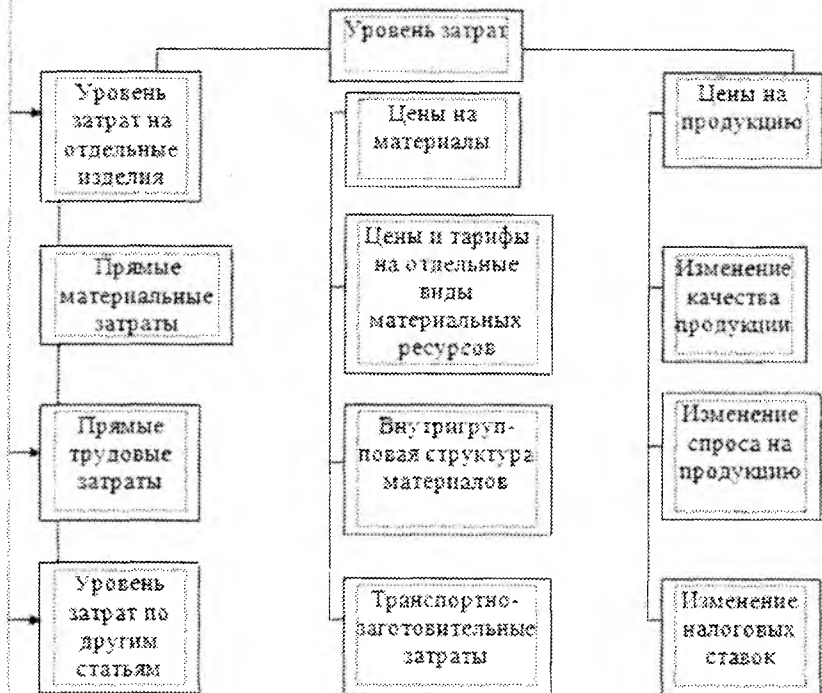 Уровень затрат
Уровень
затрат на
отдельные
изделия
Прямые
материальные
затраты
Прямые
трудовые
затраты
Уровень
затрат по
другим
статьям
Цены на
материалы
Цены и тарифы
на отдельные
виды
материальных
ресурсов
Внутригруп-
повая структура
материалов
Транспортно-
заготовительные
затраты
Цены на
продукцию
Изменение
качества
продукции
Изменение
спроса на
продукцию
Изменение
налоговых
ставок